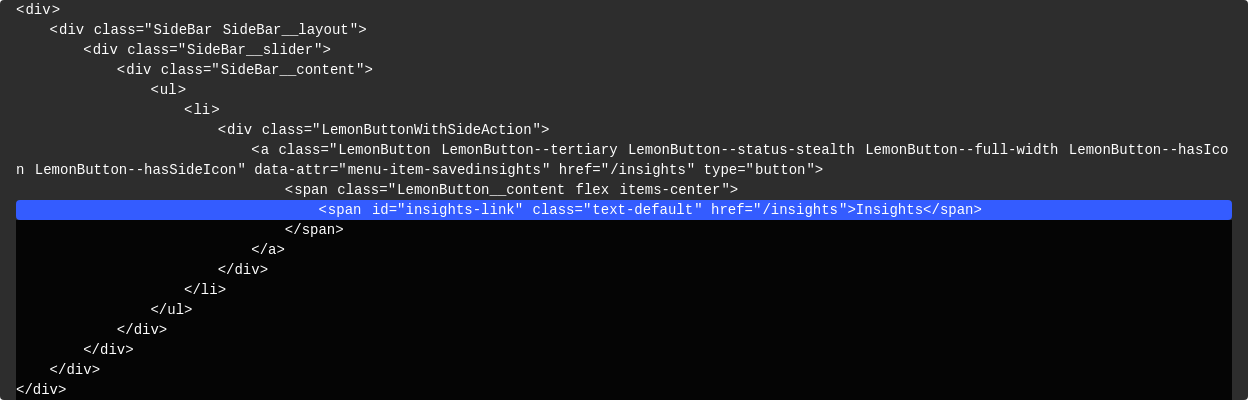 <div>
    <div class="SideBar SideBar__layout">
        <div class="SideBar__slider">
            <div class="SideBar__content">
                <ul>
                    <li>
                        <div class="LemonButtonWithSideAction">
                            <a class="LemonButton LemonButton--tertiary LemonButton--status-stealth LemonButton--full-width LemonButton--hasIco
n LemonButton--hasSideIcon" data-attr="menu-item-savedinsights" href="/insights" type="button">
                                <span class="LemonButton__content flex items-center">
                                    <span id="insights-link" class="text-default" href="/insights">Insights</span>
                                </span>
                            </a>
                        </div>
                    </li>
                </ul>
            </div>
        </div>
    </div>
</div>